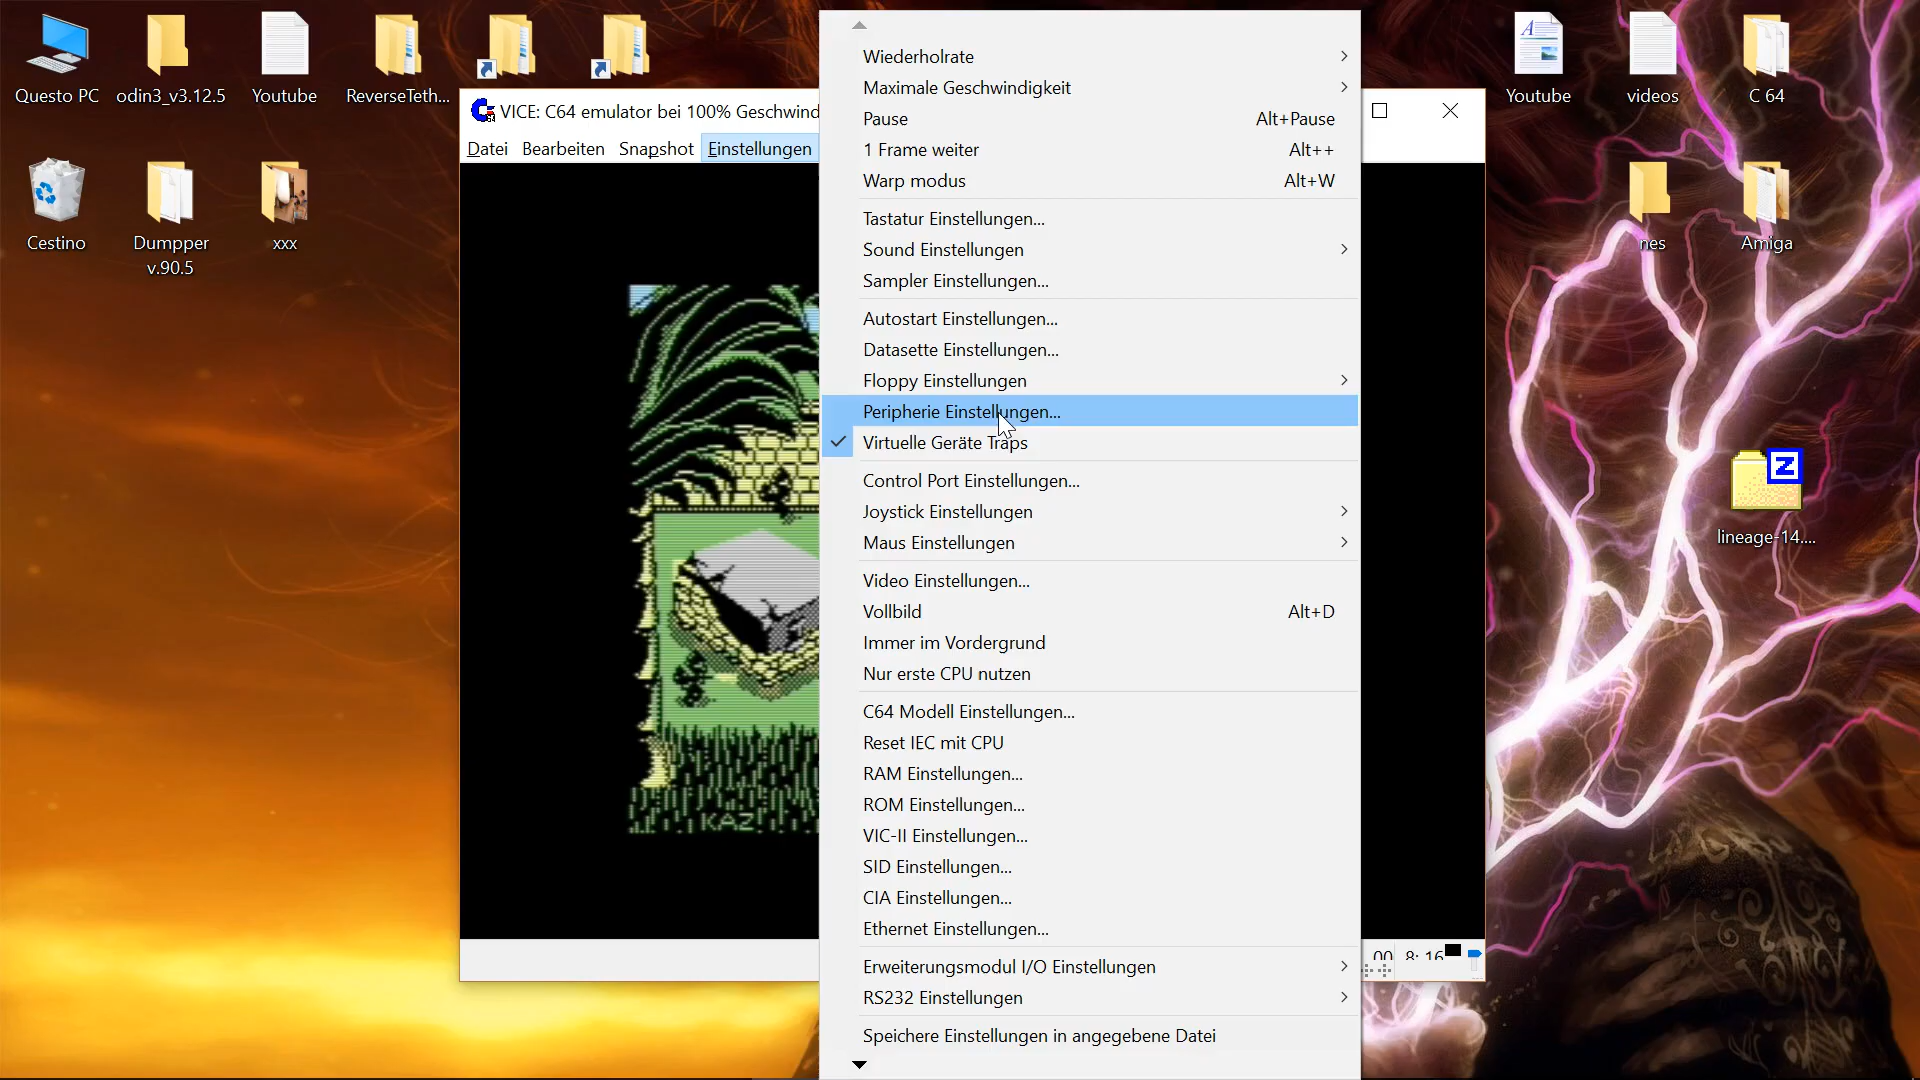 Questo PC
odin3_v3.12.5
Youtube
ReverseTeth...
Cestino
Dumpper
v.90.5
xxx
VICE: C64 emulator bei 100% Geschwind
Datei Bearbeiten Snapshot Einstellungen
KAZ
Wiederholrate
Maximale Geschwindigkeit
Pause Alt+Pause
1 Frame weiter Alt++
Warp modus Alt+W
Tastatur Einstellungen...
Sound Einstellungen
Sampler Einstellungen...
Autostart Einstellungen...
Datasette Einstellungen...
Floppy Einstellungen
Peripherie Einstellungen...
Virtuelle Geräte Traps
Control Port Einstellungen...
Joystick Einstellungen
Maus Einstellungen
Video Einstellungen...
Vollbild Alt+D
Immer im Vordergrund
Nur erste CPU nutzen
C64 Modell Einstellungen...
Reset IEC mit CPU
RAM Einstellungen...
ROM Einstellungen...
VIC-II Einstellungen...
SID Einstellungen...
CIA Einstellungen...
Ethernet Einstellungen...
Erweiterungsmodul I/O Einstellungen
RS232 Einstellungen
Speichere Einstellungen in angegebene Datei
8: 16
Youtube
videos
C 64
nes
Amiga
Z
lineage-14....